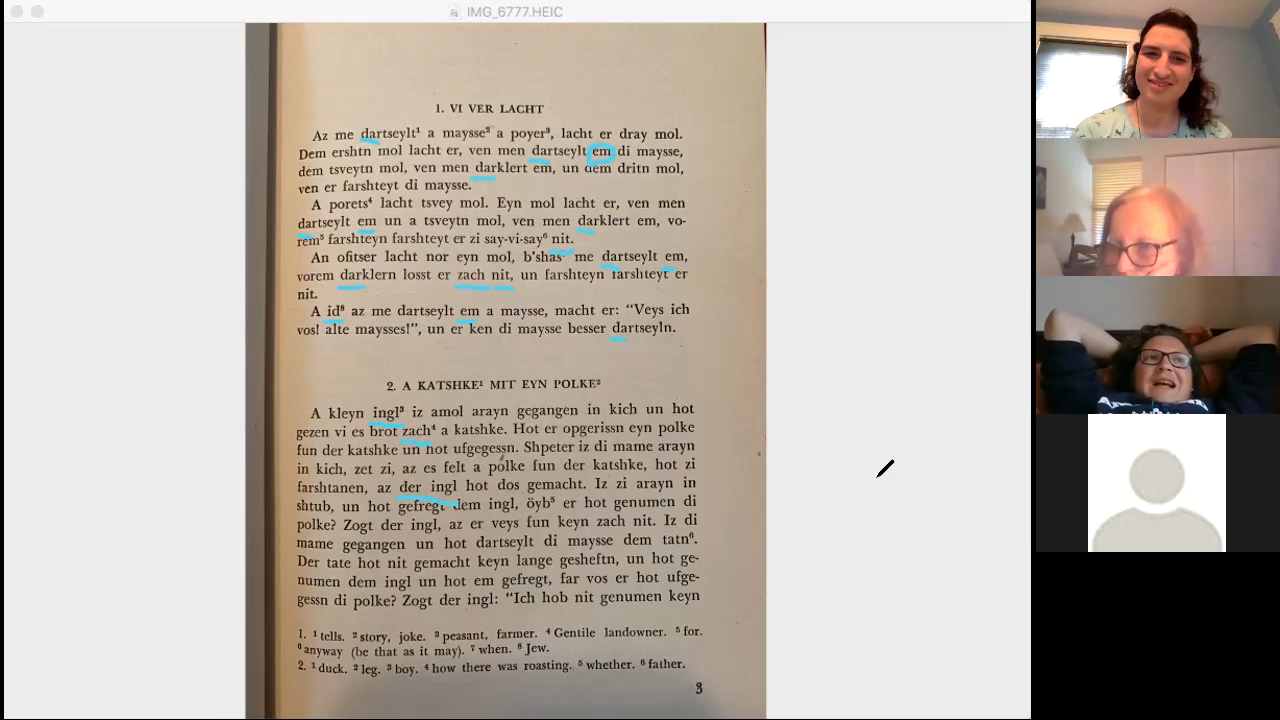 IMG_6777.HEIC
1. VI VER LACHT
Az me dartseylt¹ a maysse² a poyer³, lacht er dray mol.
Dem ershtn mol lacht er, ven men dartseylt em di maysse,
dem tsveytn mol, ven men darklert em, un dem dritn mol,
ven er farshteyt di maysse.
A porets⁴ lacht tsvey mol. Eyn mol lacht er, ven men
dartseylt em un a tsveytn mol, ven men darklert em, vo-
rem⁵ farshteyn farshteyt er zi say-vi-say⁶ nit.
An ofitser lacht nor eyn mol, b'shas⁷ me dartseylt em,
vorem darklern losst er zach nit, un farshteyn farshteyt er
nit.
A id⁸ az me dartseylt em a maysse, macht er: “Veys ich
vos! alte maysses!”, un er ken di maysse besser dartseyln.
2. A KATSHKE¹ MIT EYN POLKE²
A kleyn ingl³ iz amol arayn gegangen in kich un hot
gezen vi es brot zach⁴ a katshke. Hot er opgerissn eyn polke
fun der katshke un hot ufgegessn. Shpeter iz di mame arayn
in kich, zet zi, az es felt a polke fun der katshke, hot zi
farshtanen, az der ingl hot dos gemacht. Iz zi arayn in
shtub, un hot gefregt dem ingl, öyb⁵ er hot genumen di
polke? Zogt der ingl, az er veys fun keyn zach nit. Iz di
mame gegangen un hot dartseylt di maysse dem tatn⁶.
Der tate hot nit gemacht keyn lange gesheftn, un hot ge-
numen dem ingl un hot em gefregt, far vos er hot ufge-
gessn di polke? Zogt der ingl: “Ich hob nit genumen keyn
1. ¹ tells. ² story, joke. ³ peasant, farmer. ⁴ Gentile landowner. ⁵ for.
⁶ anyway (be that as it may). ⁷ when. ⁸ Jew.
2. ¹ duck. ² leg. ³ boy. ⁴ how there was roasting. ⁵ whether. ⁶ father.
3